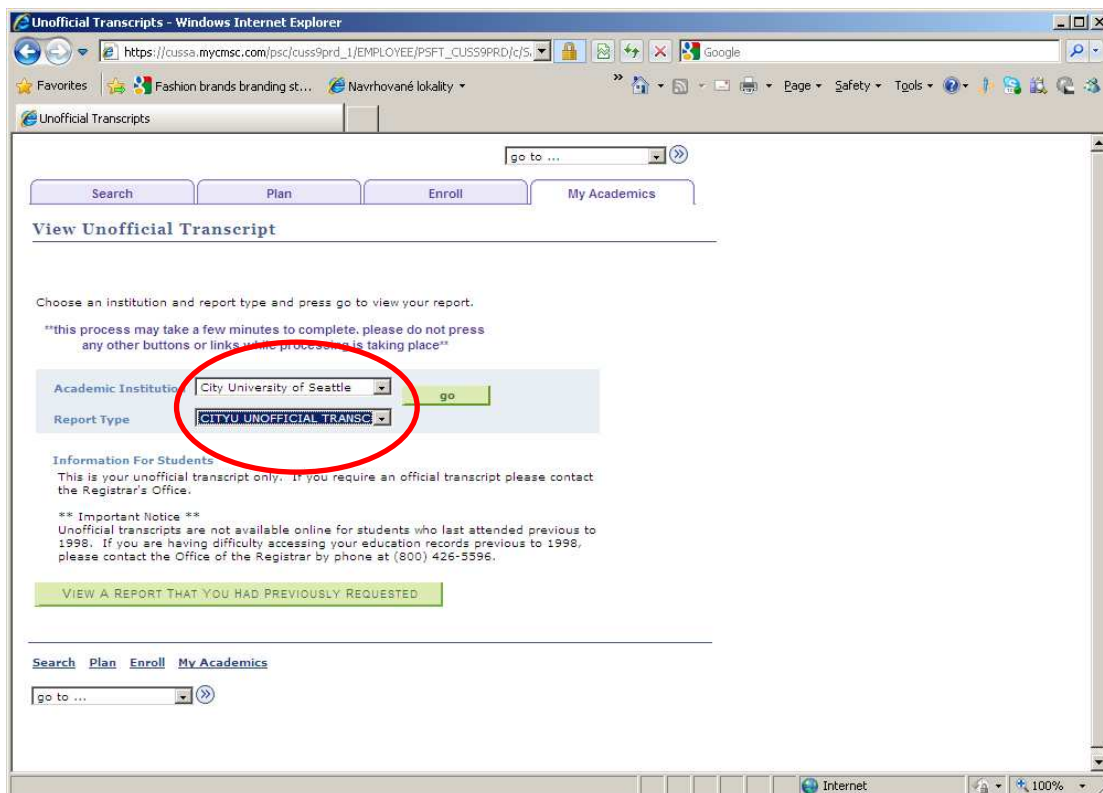 Unofficial Transcripts - Windows Internet Explorer
https://cussa.mycmsc.com/psc/cuss9prd_1/EMPLOYEE/PSFT_CUSS9PRD/c/S
Google
Favorites Fashion brands branding st... Navrhované lokality » Page Safety Tools
Unofficial Transcripts
go to ...
Search Plan Enroll My Academics
View Unofficial Transcript
Choose an institution and report type and press go to view your report.
**this process may take a few minutes to complete. please do not press
any other buttons or links while processing is taking place**
Academic Institution City University of Seattle go
Report Type CITYU UNOFFICIAL TRANSC
Information For Students
This is your unofficial transcript only. If you require an official transcript please contact
the Registrar's Office.
** Important Notice **
Unofficial transcripts are not available online for students who last attended previous to
1998. If you are having difficulty accessing your education records previous to 1998,
please contact the Office of the Registrar by phone at (800) 426-5596.
VIEW A REPORT THAT YOU HAD PREVIOUSLY REQUESTED
Search Plan Enroll My Academics
go to ...
Internet 100%